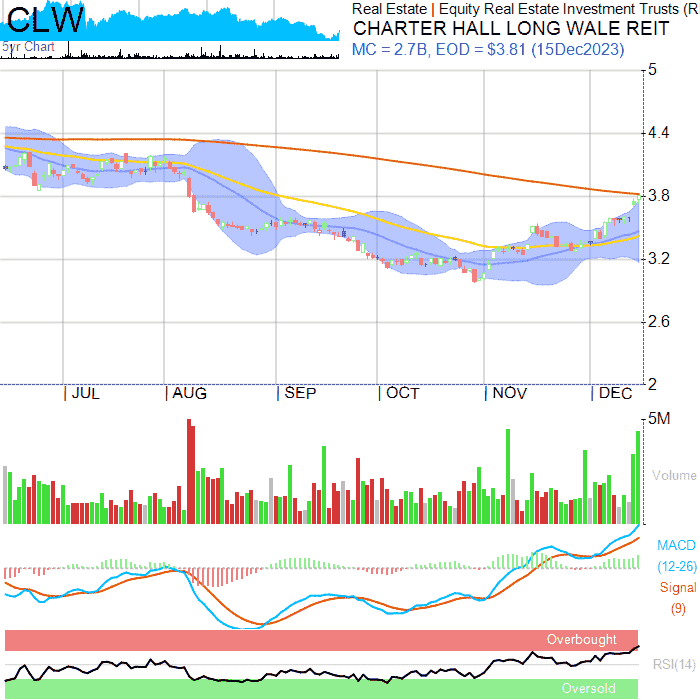 CLW
5yr Chart
Real Estate | Equity Real Estate Investment Trusts (R
CHARTER HALL LONG WALE REIT
MC = 2.7B, EOD = $3.81 (15Dec2023)
5
4.4
3.8
3.2
2.6
2
| JUL | AUG | SEP | OCT | NOV | DEC
5M
Volume
MACD
(12-26)
Signal
(9)
Overbought
RSI(14)
Oversold